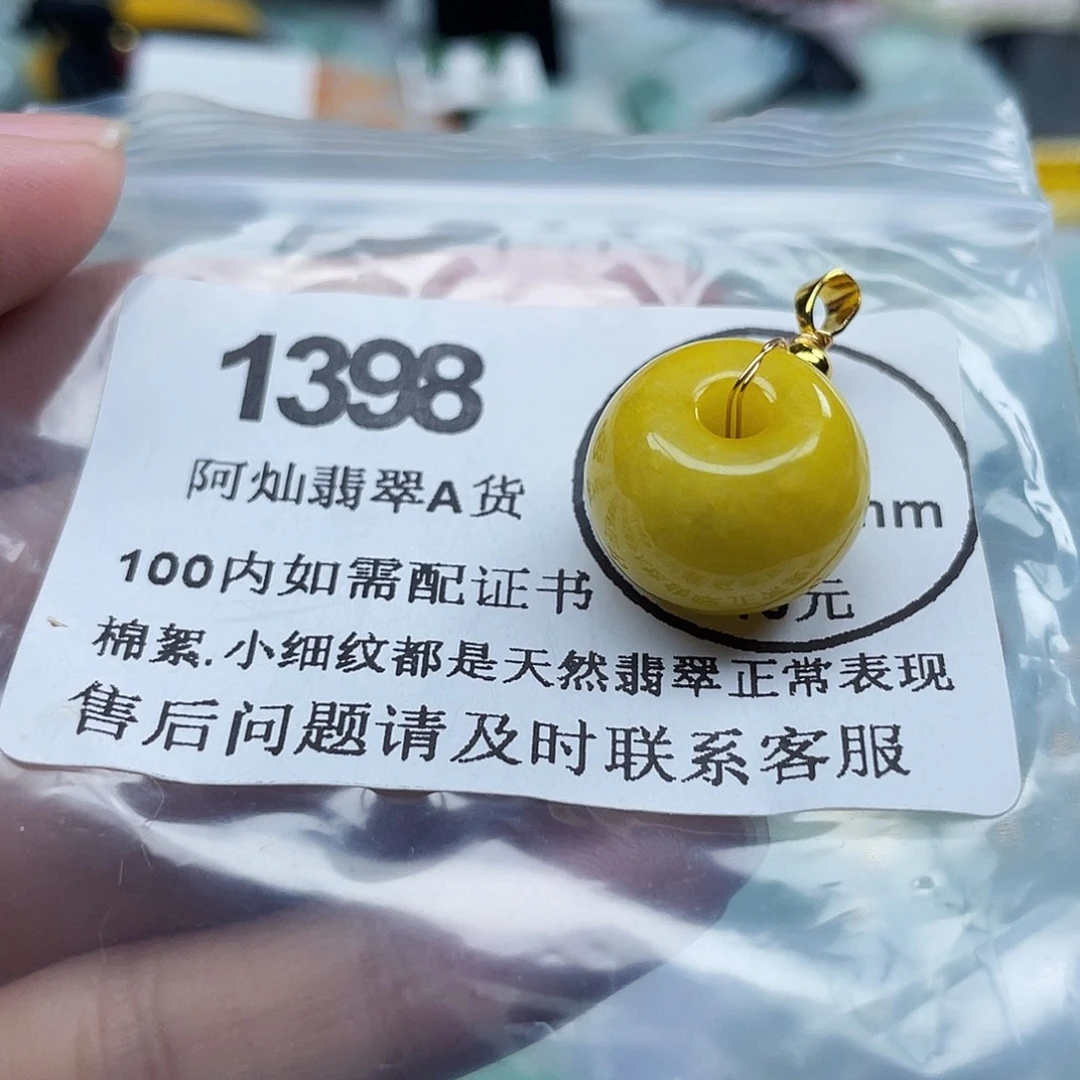 1398
阿灿翡翠A货
mm
100内如需配证书
元
棉絮.小细纹都是天然翡翠正常表现
售后问题请及时联系客服